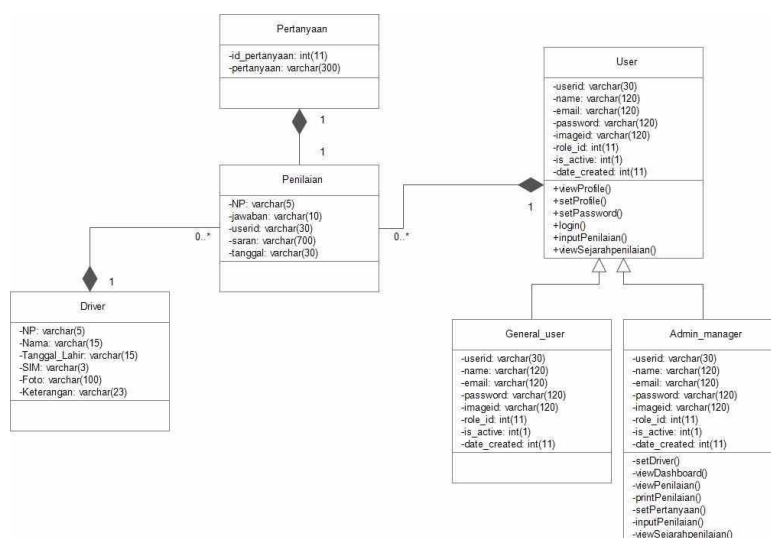 Pertanyaan
-id_pertanyaan: int(11)
-pertanyaan: varchar(300)
1
1
Penilaian
-NP: varchar(5)
-jawaban: varchar(10)
-userid: varchar(30)
-saran: varchar(700)
-tanggal: varchar(30)
0..*
0..*
1
Driver
-NP: varchar(5)
-Nama: varchar(15)
-Tanggal_Lahir: varchar(15)
-SIM: varchar(3)
-Foto: varchar(100)
-Keterangan: varchar(23)
User
-userid: varchar(30)
-name: varchar(120)
-email: varchar(120)
-password: varchar(120)
-imageid: varchar(120)
-role_id: int(11)
-is_active: int(1)
-date_created: int(11)
+viewProfile()
+setProfile()
+setPassword()
+login()
+inputPenilaian()
+viewSejarahpenilaian()
1
General_user
-userid: varchar(30)
-name: varchar(120)
-email: varchar(120)
-password: varchar(120)
-imageid: varchar(120)
-role_id: int(11)
-is_active: int(1)
-date_created: int(11)
Admin_manager
-userid: varchar(30)
-name: varchar(120)
-email: varchar(120)
-password: varchar(120)
-imageid: varchar(120)
-role_id: int(11)
-is_active: int(1)
-date_created: int(11)
-setDriver()
-viewDashboard()
-viewPenilaian()
-printPenilaian()
-setPertanyaan()
-inputPenilaian()
-viewSejarahpenilaian()